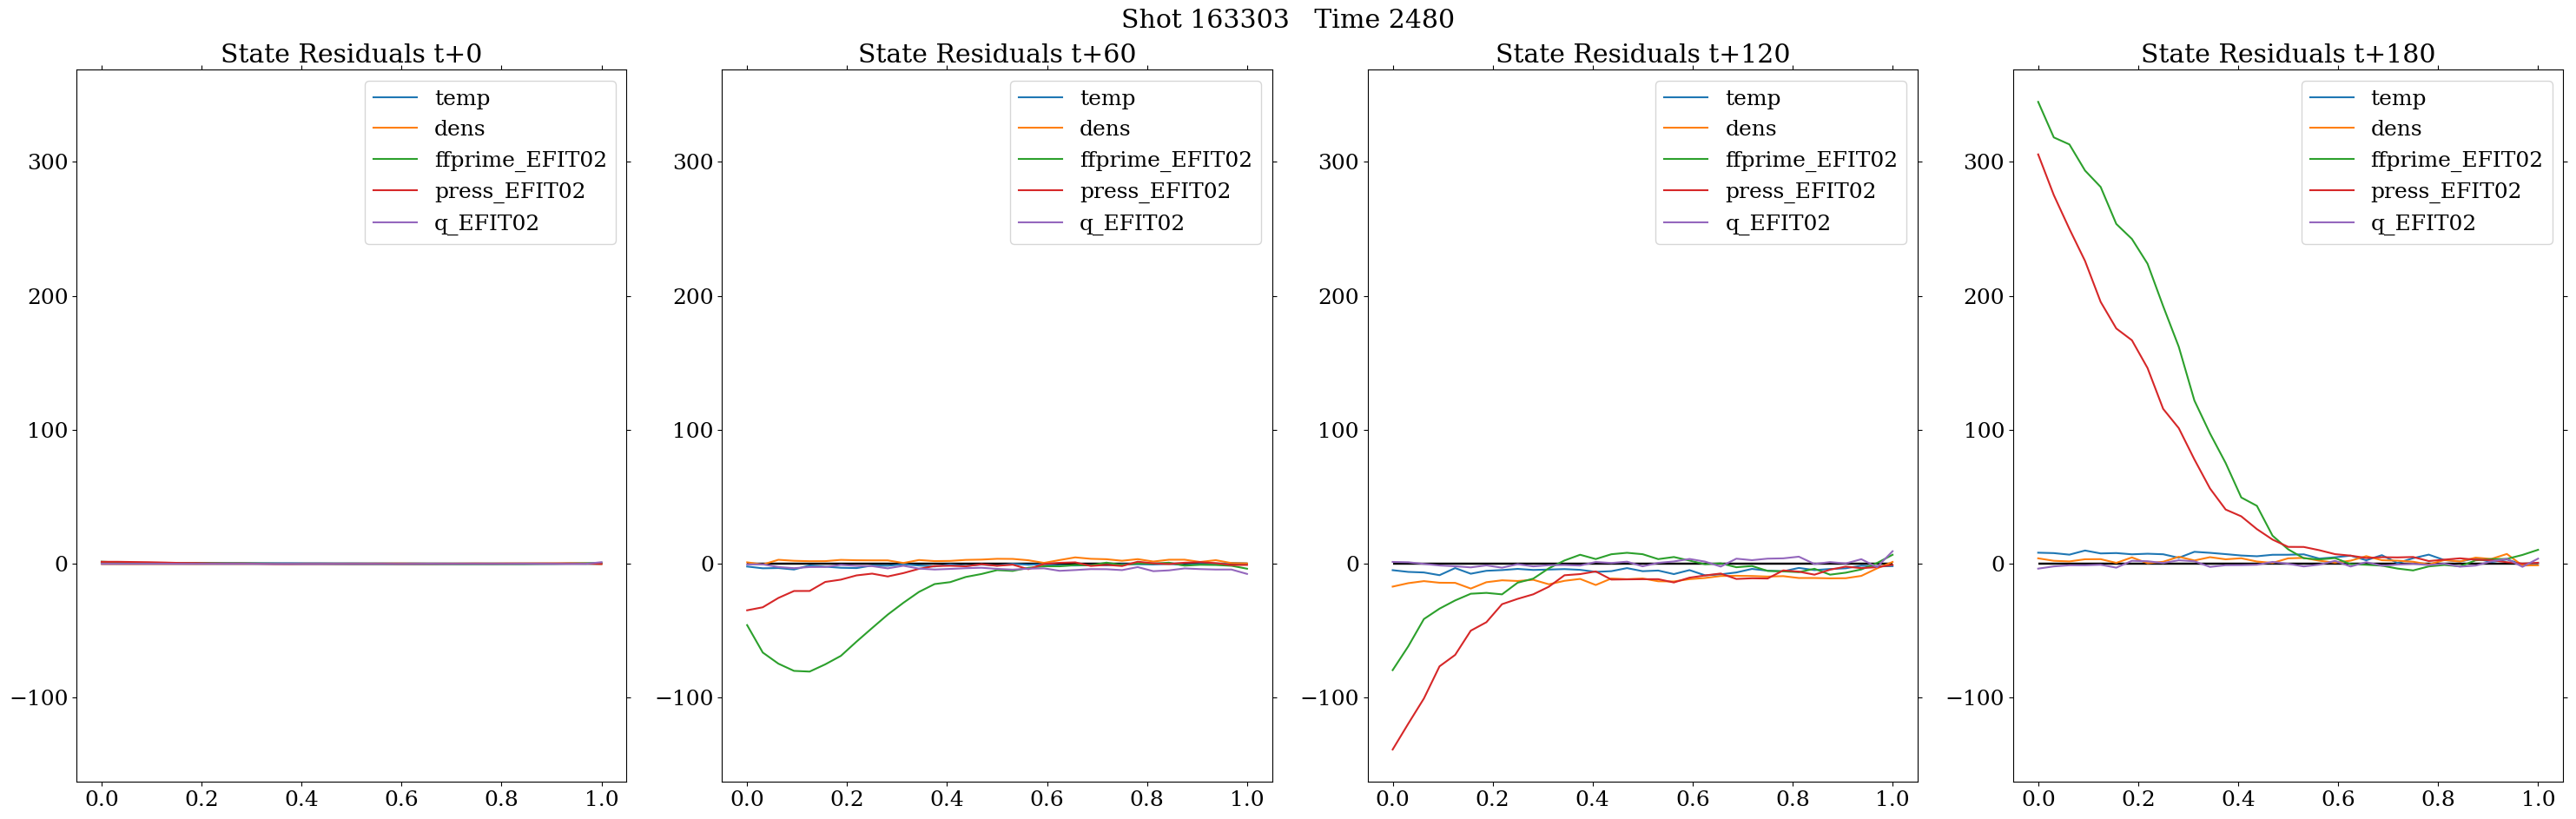 Shot 163303   Time 2480
State Residuals t+0
temp
dens
ffprime_EFIT02
press_EFIT02
q_EFIT02
300
200
100
0
−100
0.0 0.2 0.4 0.6 0.8 1.0
State Residuals t+60
temp
dens
ffprime_EFIT02
press_EFIT02
q_EFIT02
300
200
100
0
−100
0.0 0.2 0.4 0.6 0.8 1.0
State Residuals t+120
temp
dens
ffprime_EFIT02
press_EFIT02
q_EFIT02
300
200
100
0
−100
0.0 0.2 0.4 0.6 0.8 1.0
State Residuals t+180
temp
dens
ffprime_EFIT02
press_EFIT02
q_EFIT02
300
200
100
0
−100
0.0 0.2 0.4 0.6 0.8 1.0